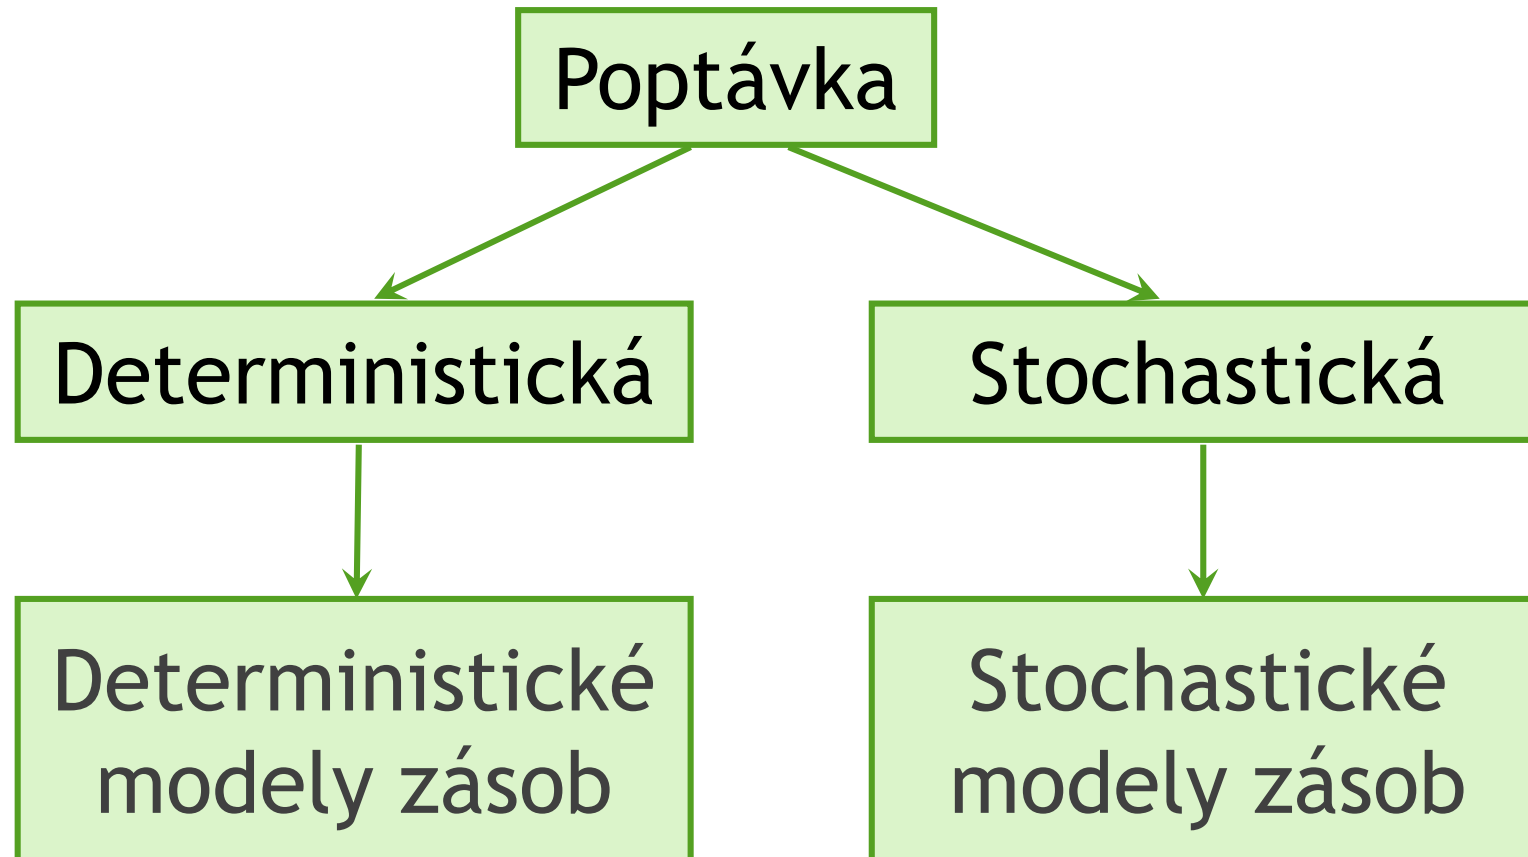 Poptávka
Deterministická
Stochastická
Deterministické
modely zásob
Stochastické
modely zásob